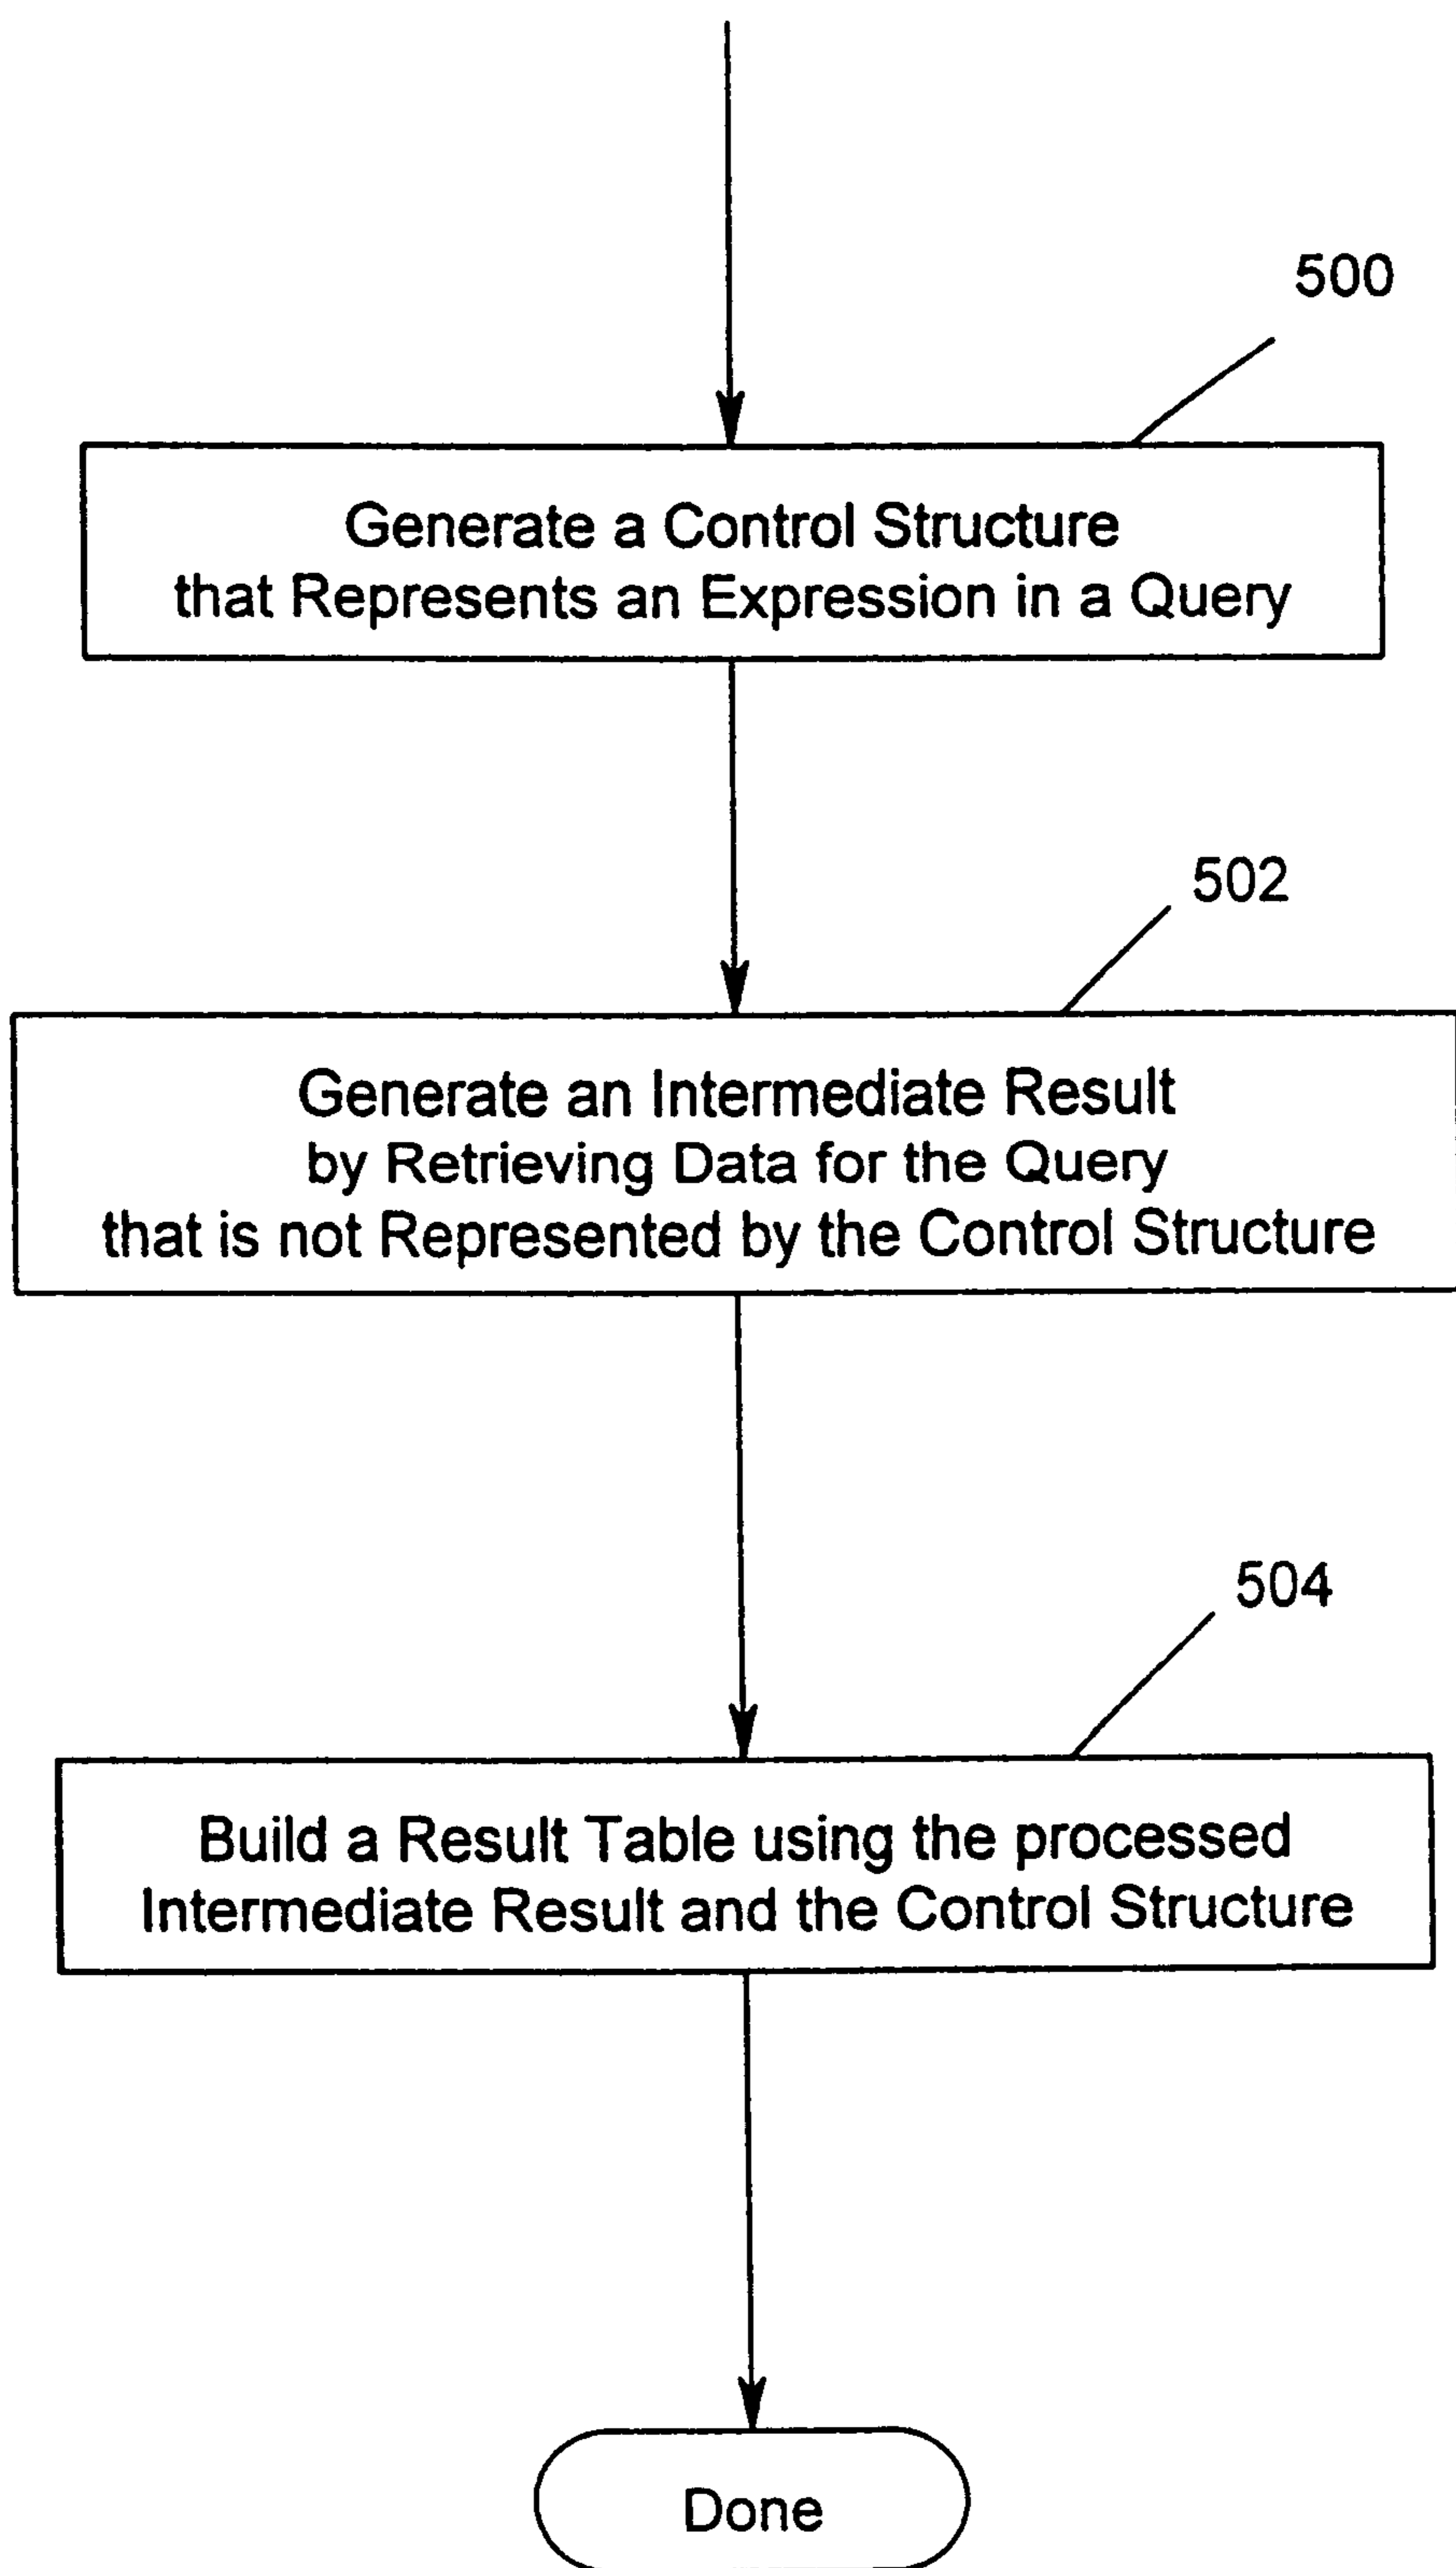 500
Generate a Control Structure
that Represents an Expression in a Query
502
Generate an Intermediate Result
by Retrieving Data for the Query
that is not Represented by the Control Structure
504
Build a Result Table using the processed
Intermediate Result and the Control Structure
Done